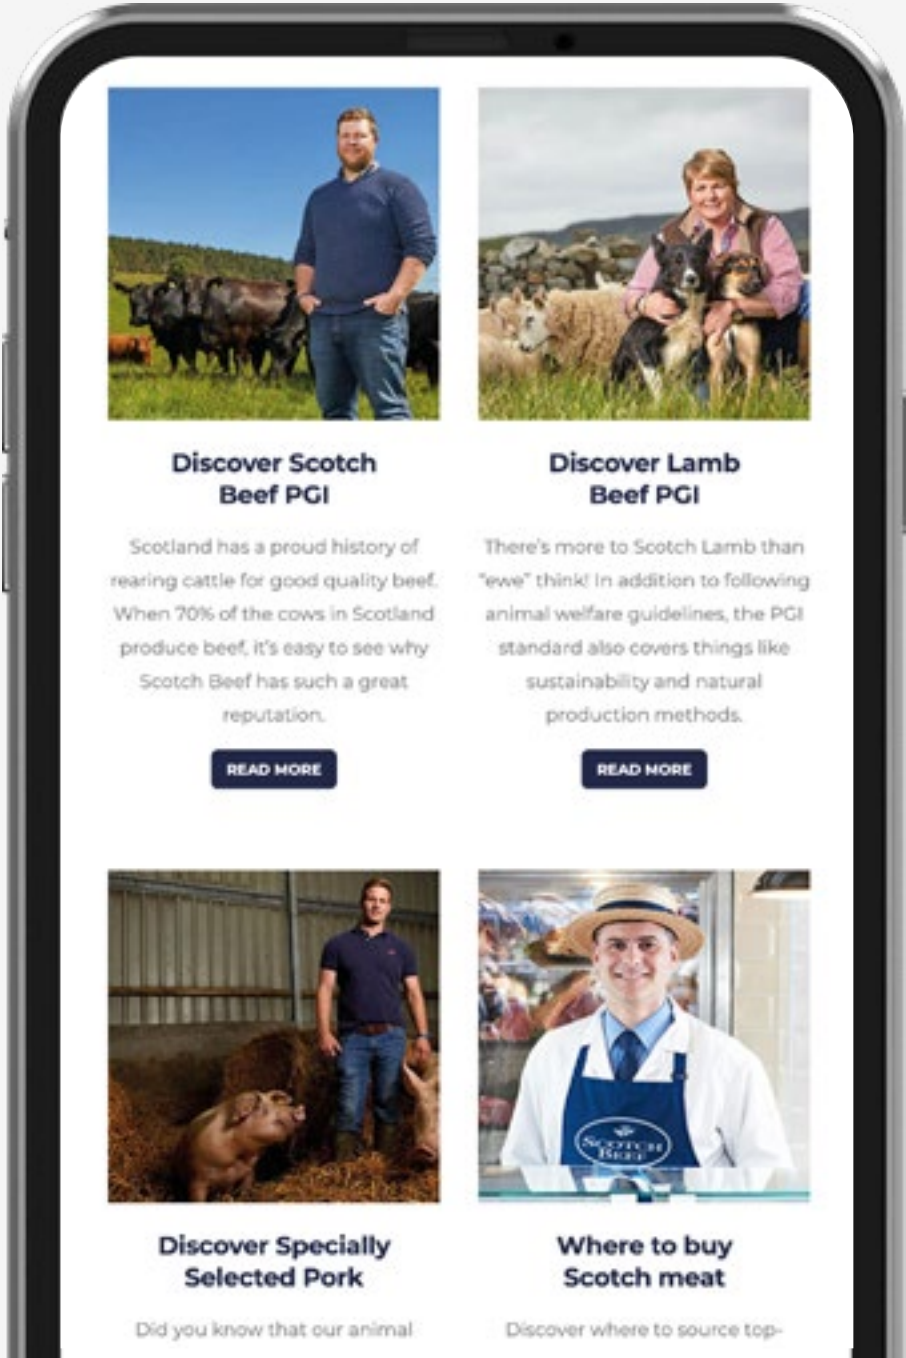 Discover Scotch
Beef PGI
Scotland has a proud history of
rearing cattle for good quality beef.
When 70% of the cows in Scotland
produce beef, it's easy to see why
Scotch Beef has such a great
reputation.
READ MORE
Discover Lamb
Beef PGI
There's more to Scotch Lamb than
"ewe" think! In addition to following
animal welfare guidelines, the PGI
standard also covers things like
sustainability and natural
production methods.
READ MORE
Discover Specially
Selected Pork
Did you know that our animal
SCOTCH
BEEF
Where to buy
Scotch meat
Discover where to source top-